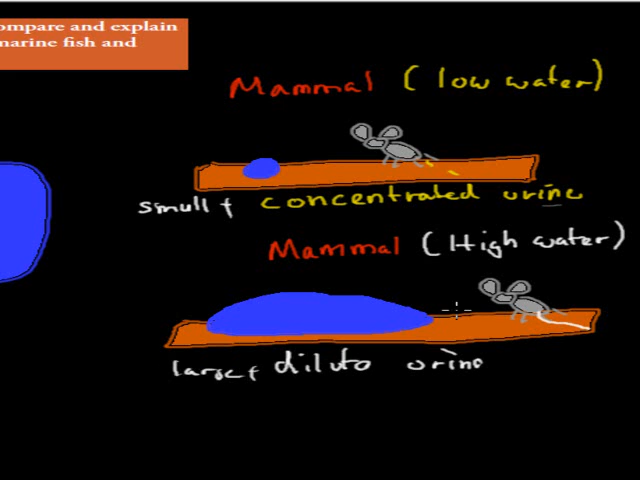 ompare and explain
marine fish and
Mammal (low water)
small + concentrated urine
Mammal (High water)
large + dilute urine